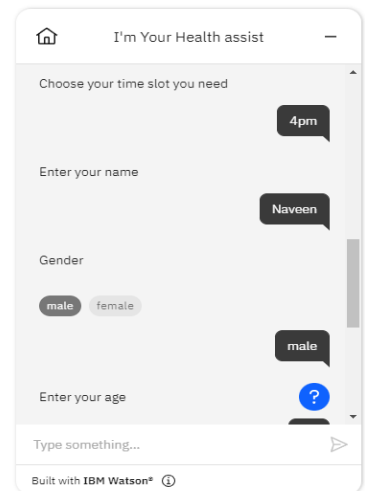 I'm Your Health assist
Choose your time slot you need
4pm
Enter your name
Naveen
Gender
male female
male
Enter your age
?
Type something...
Built with IBM Watson®